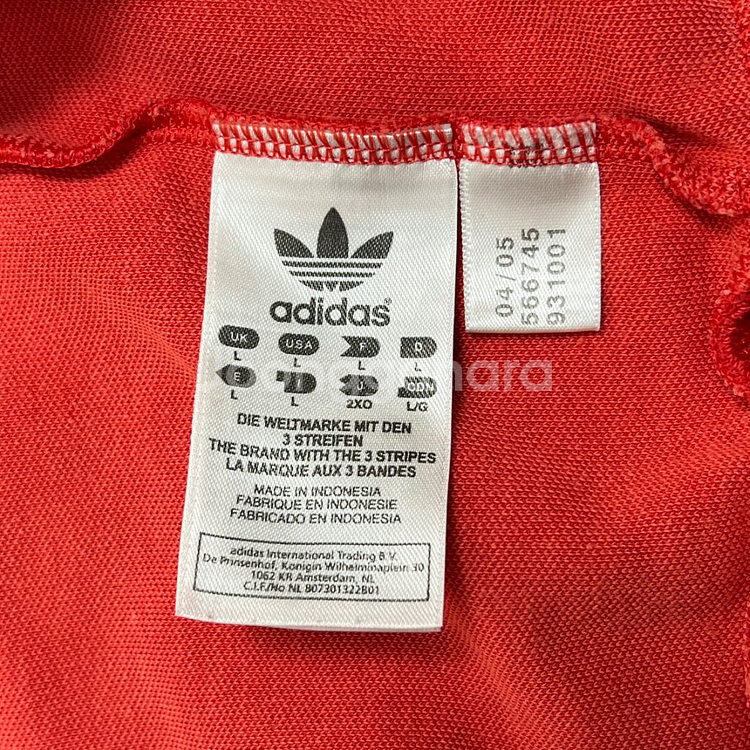 adidas®
UK USA F D
L L L L
E I J CDN
L L 2XO L/G
DIE WELTMARKE MIT DEN
3 STREIFEN
THE BRAND WITH THE 3 STRIPES
LA MARQUE AUX 3 BANDES
MADE IN INDONESIA
FABRIQUE EN INDONESIE
FABRICADO EN INDONESIA
adidas International Trading B.V.
De Prinsenhof, Konigin Wilhelminaplein 30
1062 KR Amsterdam, NL
C.I.F./No NL 807301322B01
04/05
566745
931001